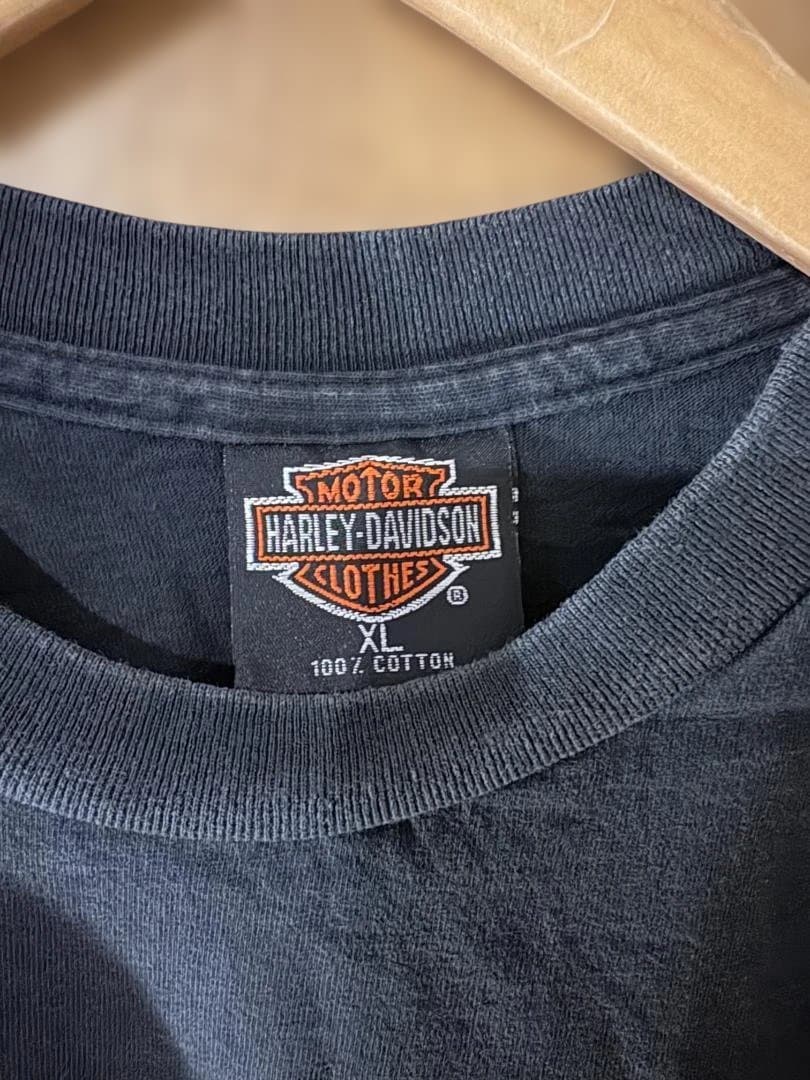 MOTOR
HARLEY-DAVIDSON
CLOTHES
®
XL
100% COTTON